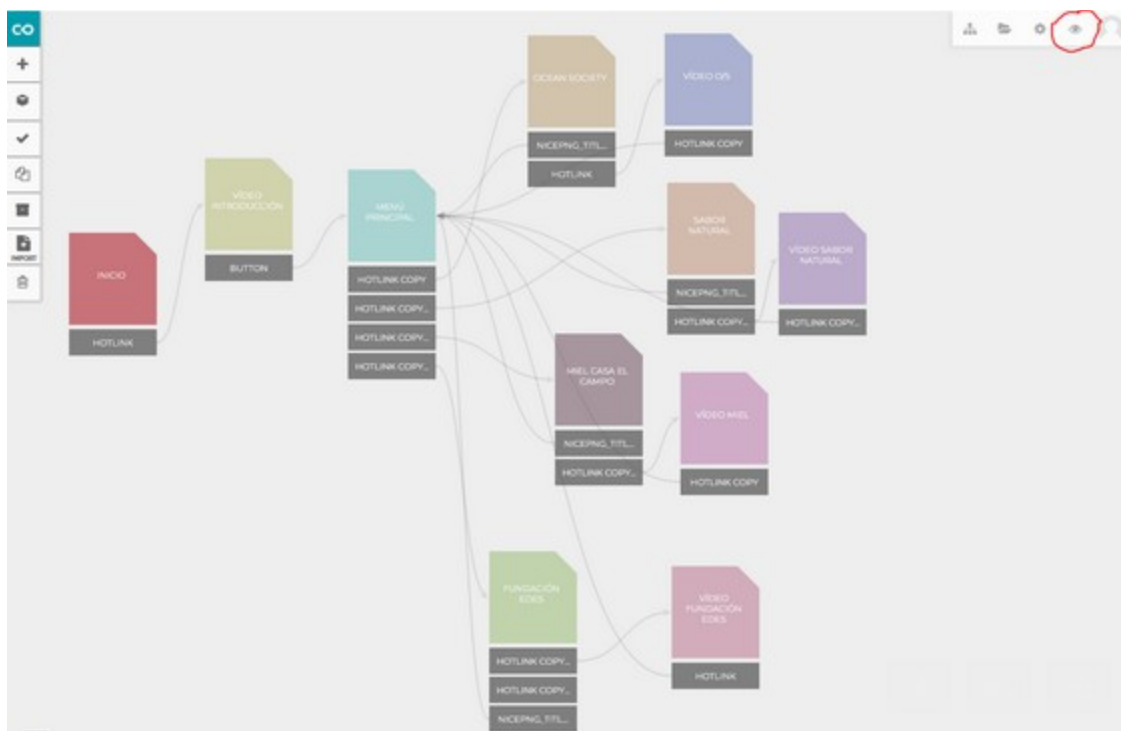 CO
IMPORT
INICIO
HOTLINK
VÍDEO
INTRODUCCIÓN
BUTTON
MENÚ
PRINCIPAL
HOTLINK COPY
HOTLINK COPY...
HOTLINK COPY...
HOTLINK COPY...
OCEAN SOCIETY
NICEPNG_TITL...
HOTLINK
VÍDEO O/S
HOTLINK COPY
SABOR
NATURAL
NICEPNG_TITL...
HOTLINK COPY...
VÍDEO SABOR
NATURAL
HOTLINK COPY...
MIEL CASA EL
CAMPO
NICEPNG_TITL...
HOTLINK COPY...
VÍDEO MIEL
HOTLINK COPY
FUNDACIÓN
EDES
HOTLINK COPY...
HOTLINK COPY...
NICEPNG_TITL...
VÍDEO
FUNDACIÓN
EDES
HOTLINK